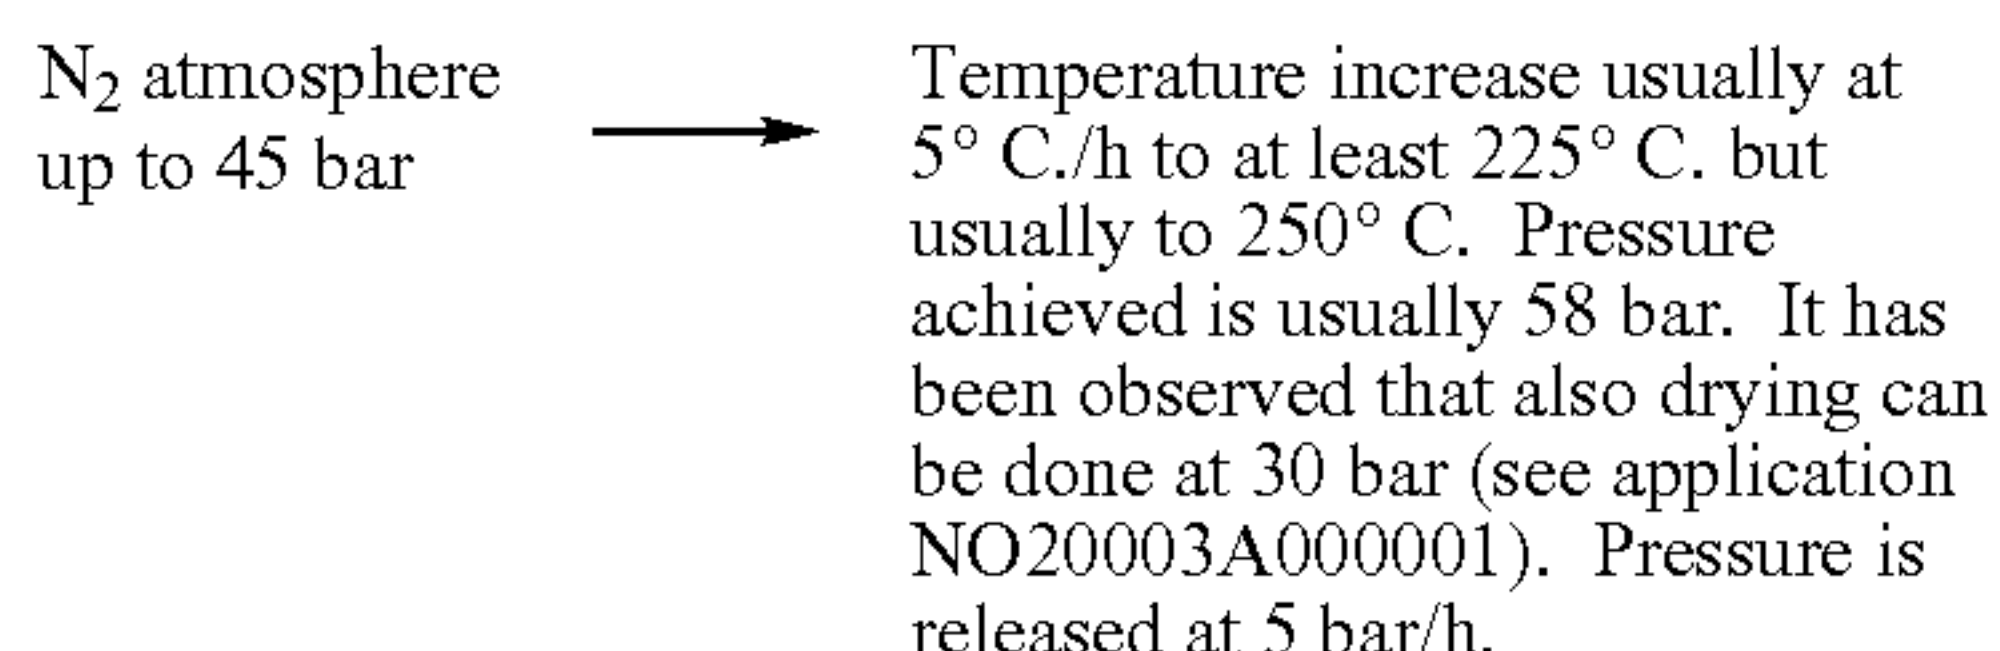 N₂ atmosphere
up to 45 bar
Temperature increase usually at
5° C./h to at least 225° C. but
usually to 250° C. Pressure
achieved is usually 58 bar. It has
been observed that also drying can
be done at 30 bar (see application
NO20003A000001). Pressure is
released at 5 bar/h.